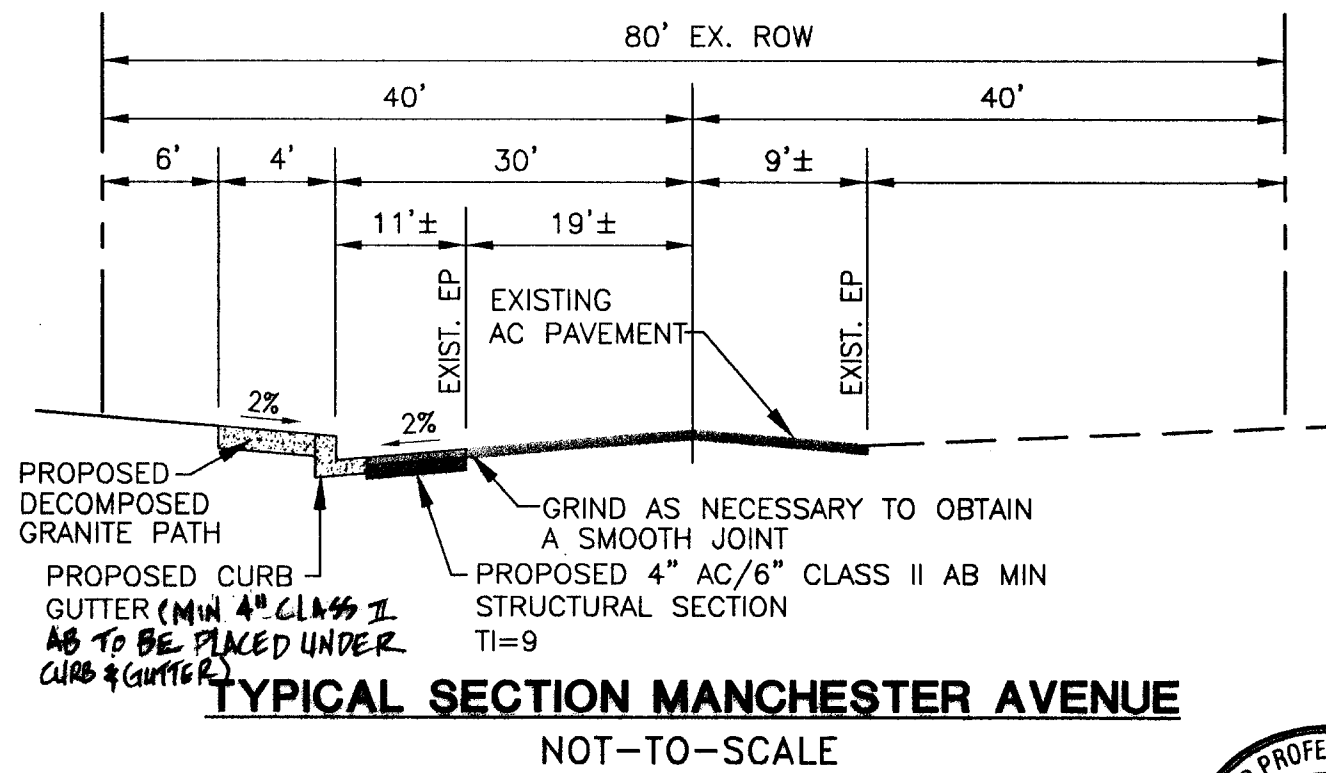 80' EX. ROW
40'
40'
6'
4'
30'
9'±
11'±
19'±
EXIST. EP
EXISTING
AC PAVEMENT
EXIST. EP
2%
2%
PROPOSED
DECOMPOSED
GRANITE PATH
GRIND AS NECESSARY TO OBTAIN
A SMOOTH JOINT
PROPOSED CURB
GUTTER (MIN 4" CLASS II
AB TO BE PLACED UNDER
CURB & GUTTER)
PROPOSED 4" AC/6" CLASS II AB MIN
STRUCTURAL SECTION
TI=9
TYPICAL SECTION MANCHESTER AVENUE
NOT-TO-SCALE